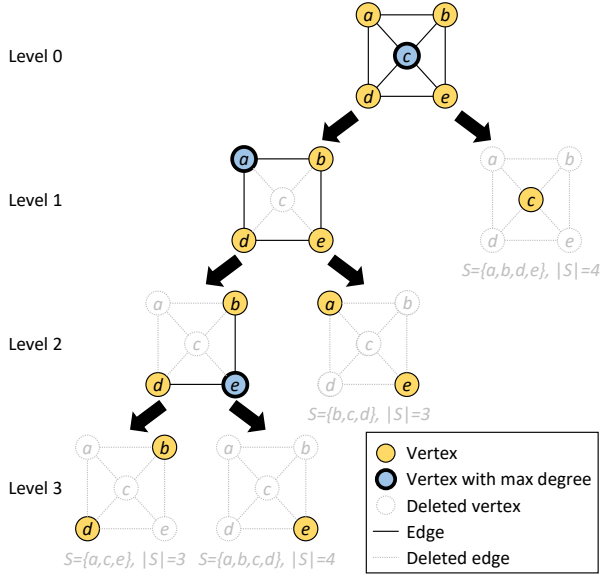 Level 0
a b
c
d e
Level 1
a b
c
d e
a b
c
d e
S={a,b,d,e}, |S|=4
Level 2
a b
c
d e
a b
c
d e
S={b,c,d}, |S|=3
Level 3
a b
c
d e
S={a,c,e}, |S|=3
a b
c
d e
S={a,b,c,d}, |S|=4
Vertex
Vertex with max degree
Deleted vertex
Edge
Deleted edge